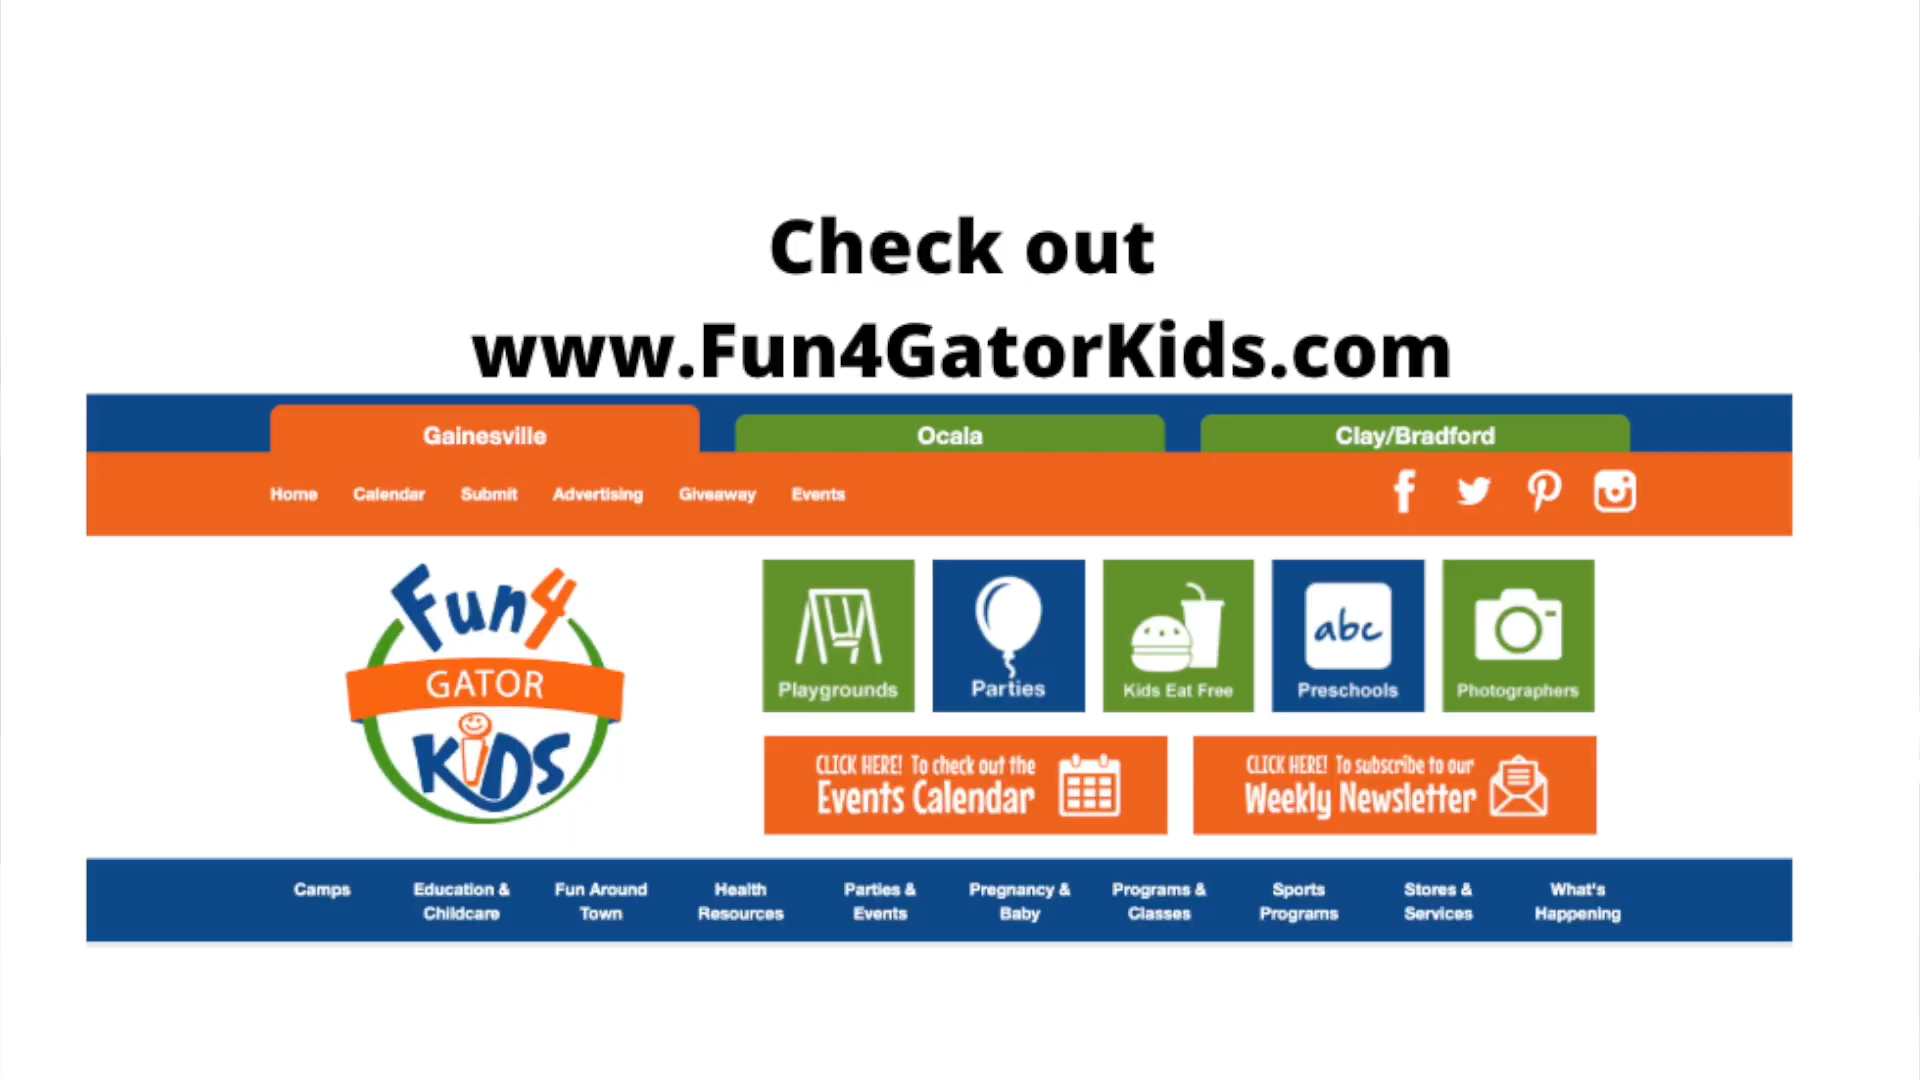 Check out
www.Fun4GatorKids.com
Gainesville Ocala Clay/Bradford
Home Calendar Submit Advertising Giveaway Events
Fun4
GATOR
KiDS
Playgrounds Parties Kids Eat Free abc Preschools Photographers
CLICK HERE! To check out the
Events Calendar
CLICK HERE! To subscribe to our
Weekly Newsletter
Camps
Education &
Childcare
Fun Around
Town
Health
Resources
Parties &
Events
Pregnancy &
Baby
Programs &
Classes
Sports
Programs
Stores &
Services
What's
Happening